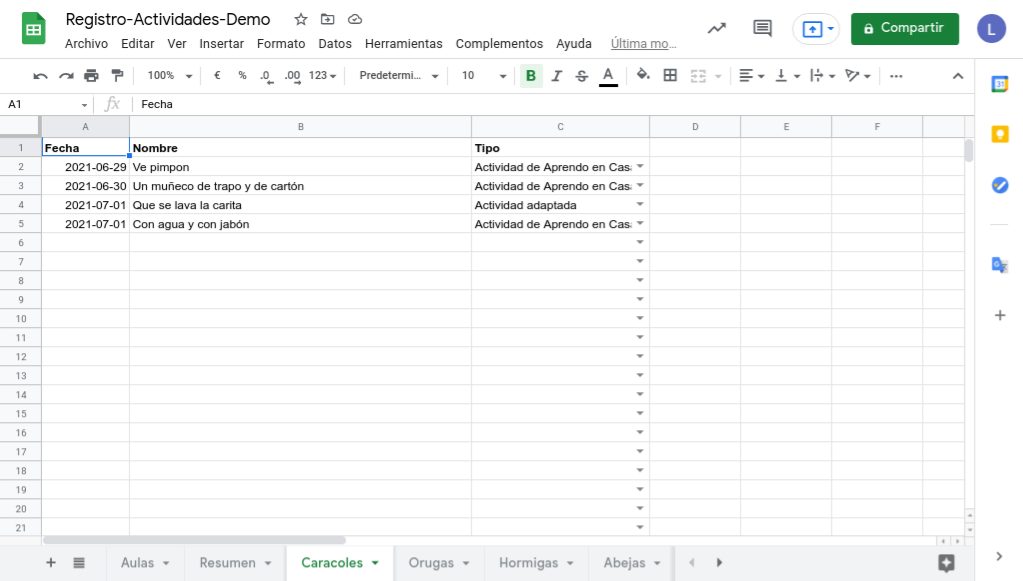 Registro-Actividades-Demo
Archivo Editar Ver Insertar Formato Datos Herramientas Complementos Ayuda Última mo…
Compartir
L
100% € % .0 .00 123 Predetermi… 10 B I S A
31
A1 fx Fecha
A B C D E F
1 Fecha Nombre Tipo
2 2021-06-29 Ve pimpon Actividad de Aprendo en Cas
3 2021-06-30 Un muñeco de trapo y de cartón Actividad de Aprendo en Cas
4 2021-07-01 Que se lava la carita Actividad adaptada
5 2021-07-01 Con agua y con jabón Actividad de Aprendo en Cas
6
7
8
9
10
11
12
13
14
15
16
17
18
19
20
21
Aulas Resumen Caracoles Orugas Hormigas Abejas